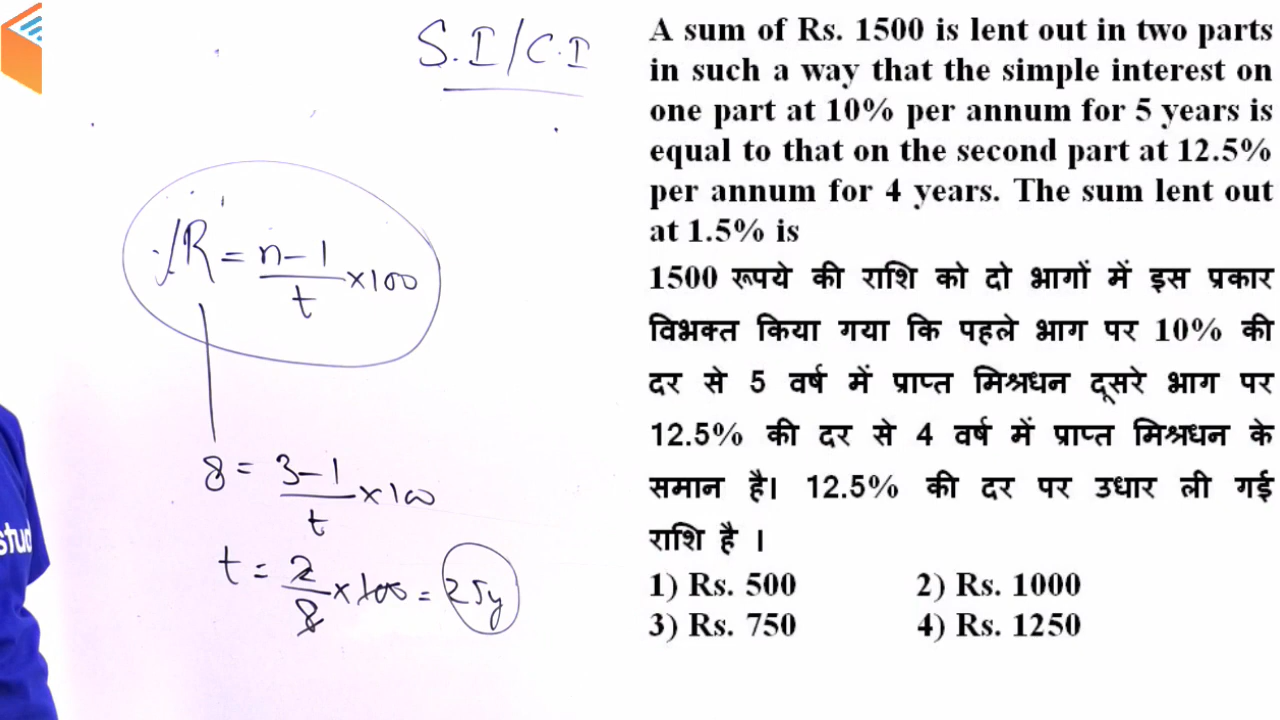 S.I/C.I
%R = n-1/t ×100
8 = 3-1/t ×100
t = 2/8 ×100 = 25y
stud
A sum of Rs. 1500 is lent out in two parts
in such a way that the simple interest on
one part at 10% per annum for 5 years is
equal to that on the second part at 12.5%
per annum for 4 years. The sum lent out
at 1.5% is
1500 रूपये की राशि को दो भागों में इस प्रकार
विभक्त किया गया कि पहले भाग पर 10% की
दर से 5 वर्ष में प्राप्त मिश्रधन दूसरे भाग पर
12.5% की दर से 4 वर्ष में प्राप्त मिश्रधन के
समान है। 12.5% की दर पर उधार ली गई
राशि है ।
1) Rs. 500 2) Rs. 1000
3) Rs. 750 4) Rs. 1250